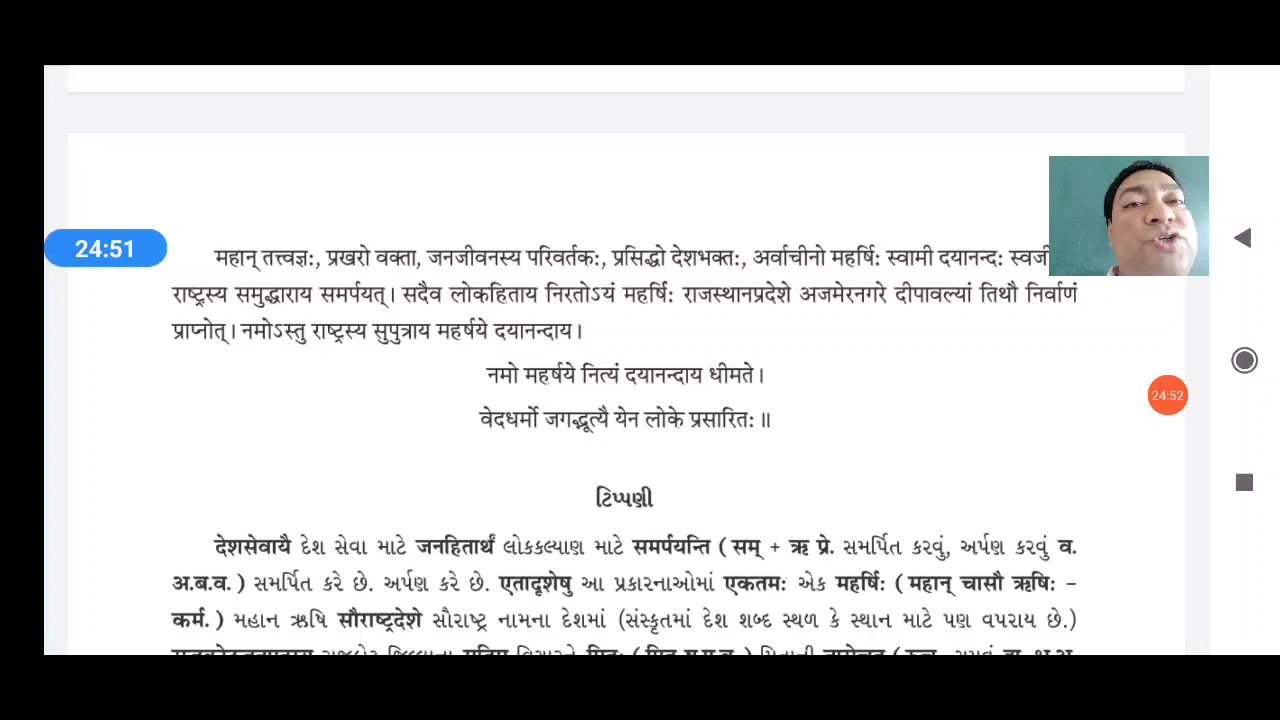 24:51
महान् तत्त्वज्ञः, प्रखरो वक्ता, जनजीवनस्य परिवर्तकः, प्रसिद्धो देशभक्तः, अर्वाचीनो महर्षिः स्वामी दयानन्दः
राष्ट्रस्य समुद्धाराय समर्पयत्। सदैव लोकहिताय निरतोऽयं महर्षिः राजस्थानप्रदेशे अजमेरनगरे दीपावल्यां तिथौ निर्वाणं
प्राप्नोत्। नमोऽस्तु राष्ट्रस्य सुपुत्राय महर्षये दयानन्दाय।
नमो महर्षये नित्यं दयानन्दाय धीमते।
24:52
वेदधर्मो जगद्भूत्यै येन लोके प्रसारितः॥
ટિપ્પણી
देशसेवायै દેશ સેવા માટે जनहितार्थं લોકકલ્યાણ માટે समर्पयन्ति ( सम् + ऋ प्रे. સમર્પિત કરવું, અર્પણ કરવું व.
अ.ब.व. ) સમર્પિત કરે છે. અર્પણ કરે છે. एतादृशेषु આ પ્રકારનાઓમાં एकतमः એક महर्षिः ( महान् चासौ ऋषिः –
कर्म. ) મહાન ઋષિ सौराष्ट्रदेशे સૌરાષ્ટ્ર નામના દેશમાં (સંસ્કૃતમાં દેશ શબ્દ સ્થળ કે સ્થાન માટે પણ વપરાય છે.)